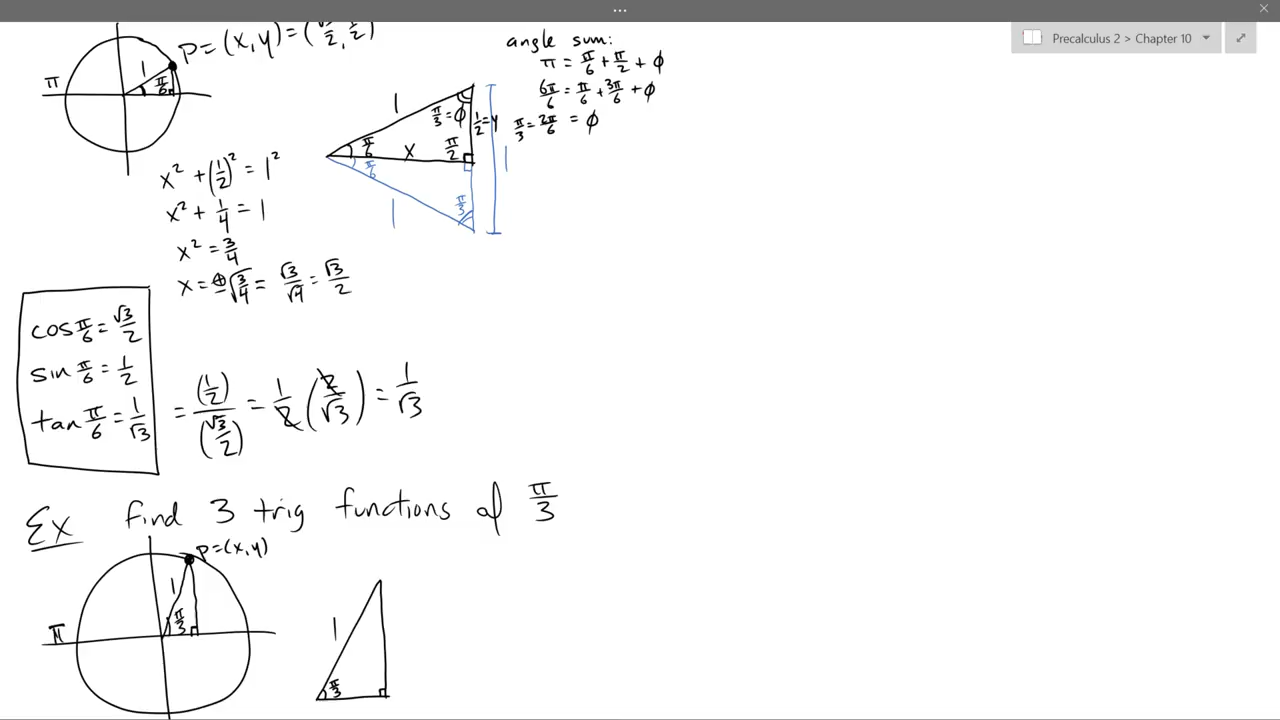 ...
Precalculus 2 > Chapter 10
P = (x, y) = (√3/2, 1/2)
π
1
π/6
angle sum:
π = π/6 + π/2 + φ
6π/6 = π/6 + 3π/6 + φ
π/3 = 2π/6 = φ
1
π/3 = φ
1/2 = y
π/6
x
π/2
π/6
1
π/3
1
x² + (1/2)² = 1²
x² + 1/4 = 1
x² = 3/4
x = ±√(3/4) = √3/√4 = √3/2
cos π/6 = √3/2
sin π/6 = 1/2
tan π/6 = 1/√3
= (1/2)/(√3/2) = 1/2 (2/√3) = 1/√3
Ex find 3 trig functions of π/3
P = (x, y)
1
π/3
π
1
π/3